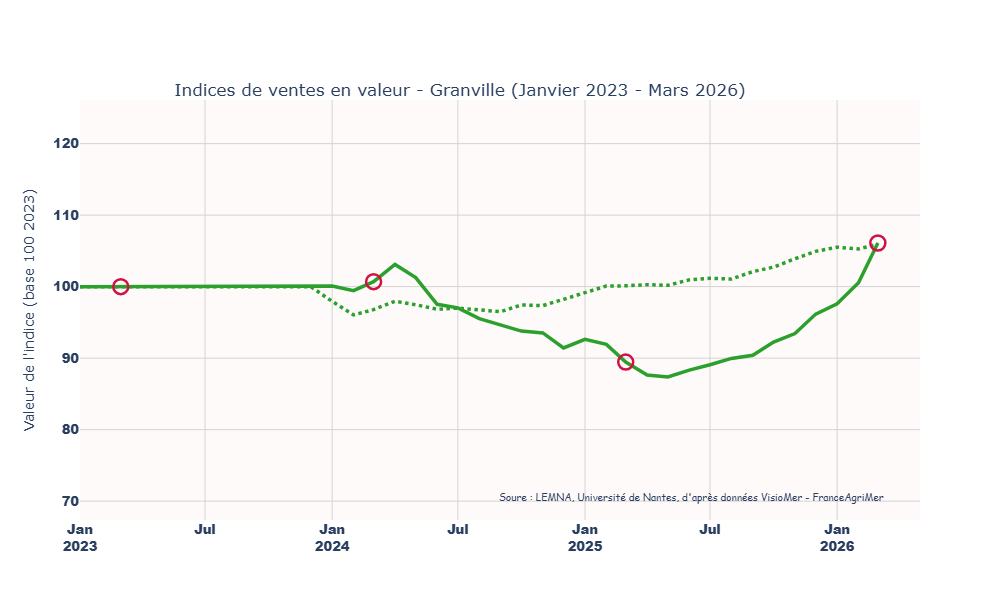 Indices de ventes en valeur - Granville (Janvier 2023 - Mars 2026)
Valeur de l'indice (base 100 2023)
120
110
100
90
80
70
Soure : LEMNA, Université de Nantes, d'après données VisioMer - FranceAgriMer
Jan Jul Jan Jul Jan Jul Jan
2023 2024 2025 2026